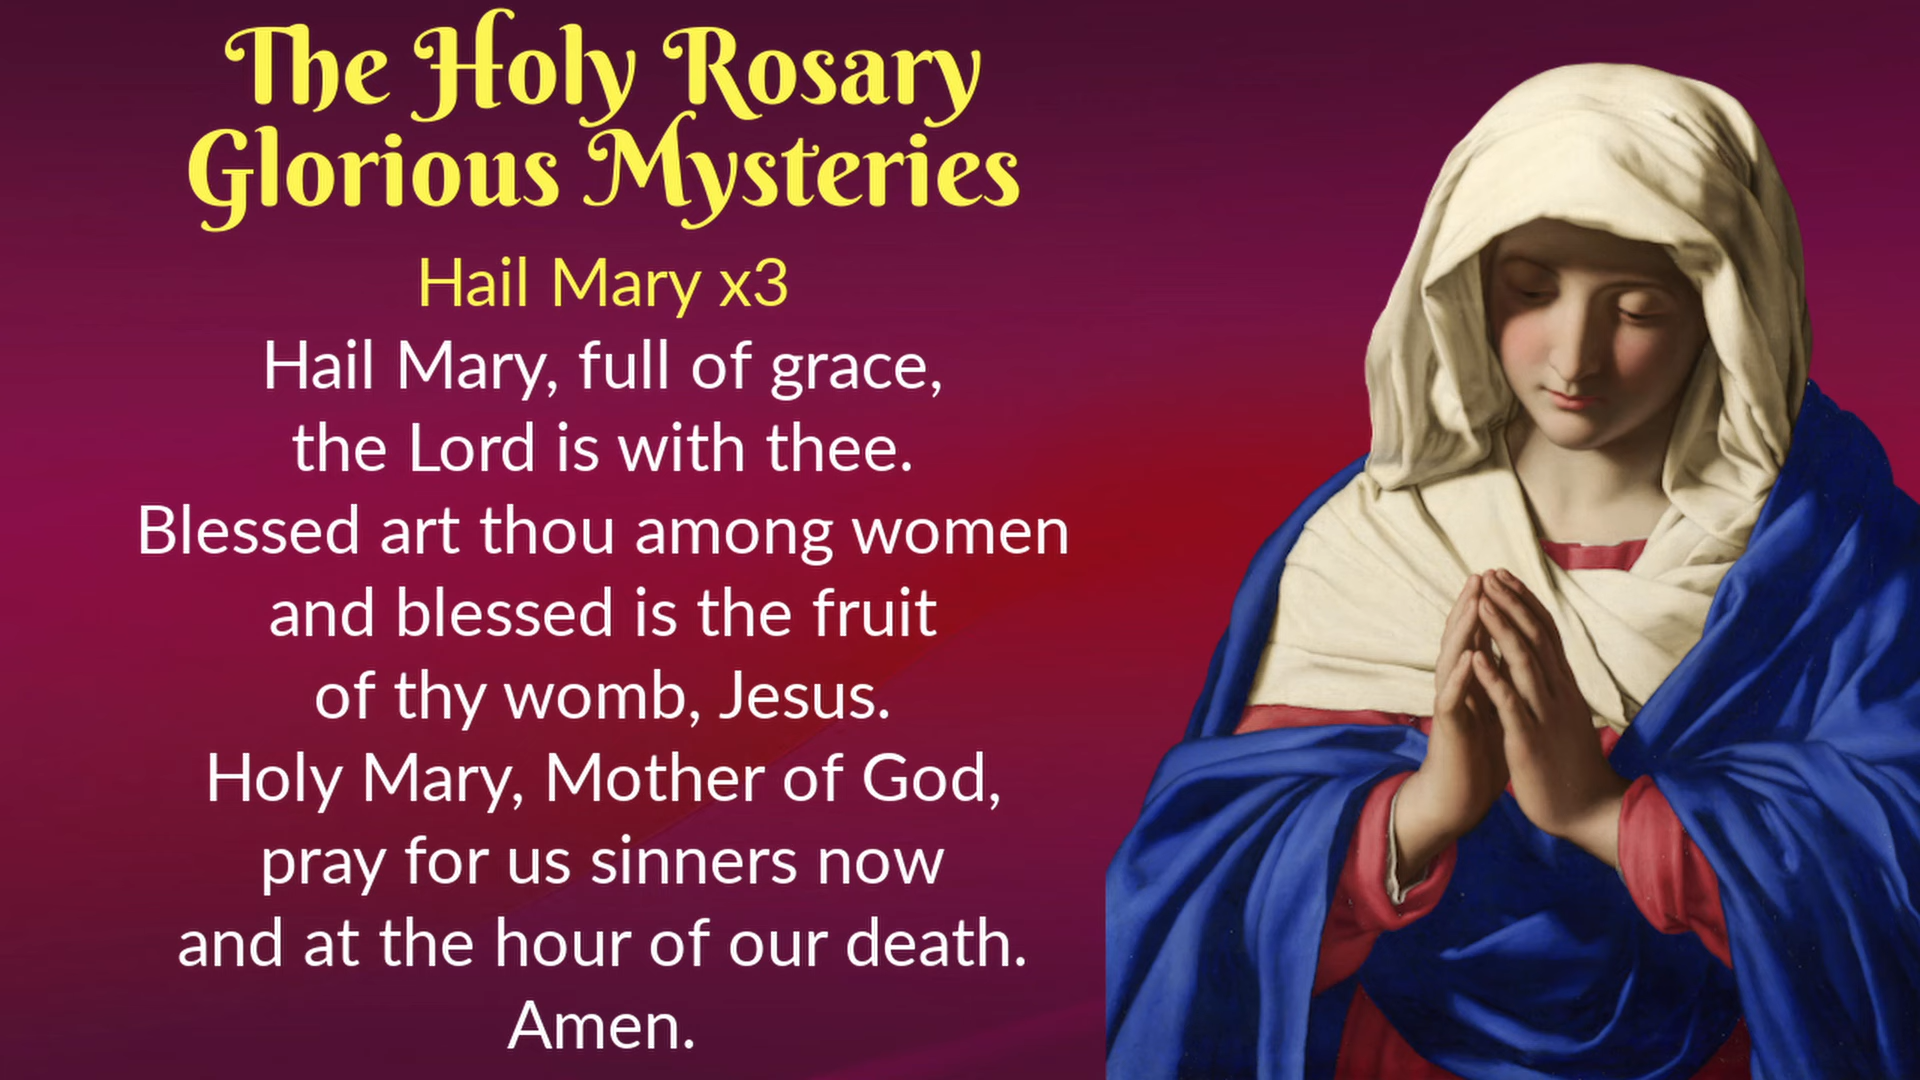 The Holy Rosary
Glorious Mysteries
Hail Mary x3
Hail Mary, full of grace,
the Lord is with thee.
Blessed art thou among women
and blessed is the fruit
of thy womb, Jesus.
Holy Mary, Mother of God,
pray for us sinners now
and at the hour of our death.
Amen.